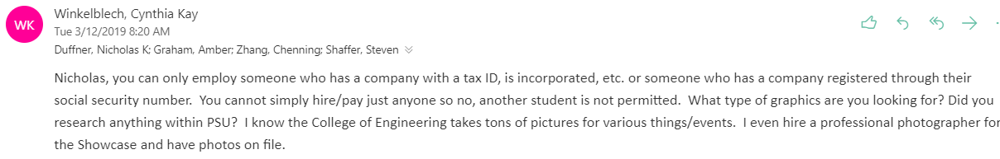 WK
Winkelblech, Cynthia Kay
Tue 3/12/2019 8:20 AM
Duffner, Nicholas K; Graham, Amber; Zhang, Chenning; Shaffer, Steven
Nicholas, you can only employ someone who has a company with a tax ID, is incorporated, etc. or someone who has a company registered through their
social security number.  You cannot simply hire/pay just anyone so no, another student is not permitted.  What type of graphics are you looking for? Did you
research anything within PSU?  I know the College of Engineering takes tons of pictures for various things/events.  I even hire a professional photographer for
the Showcase and have photos on file.